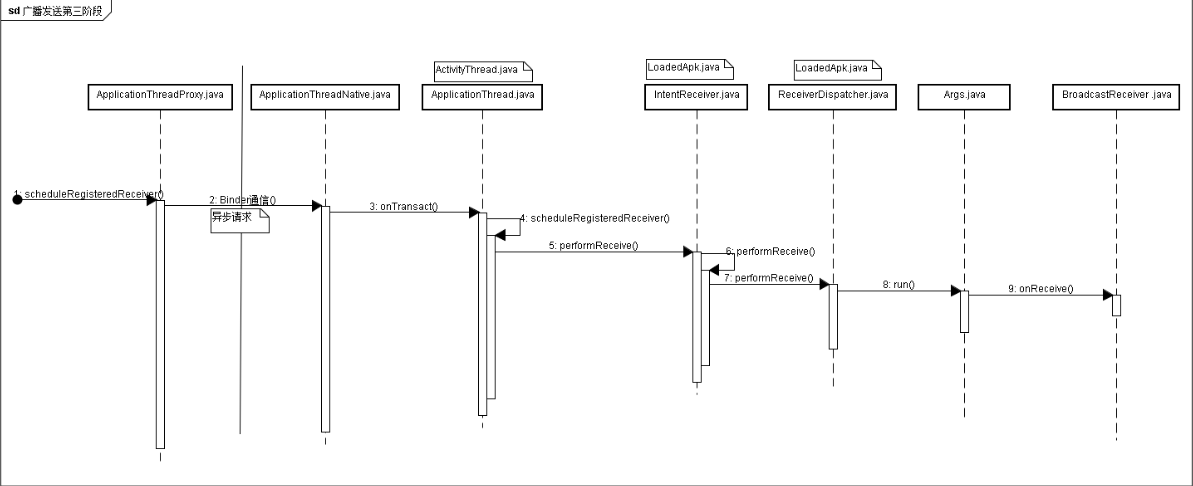 sd 广播发送第三阶段
ActivityThread.java
LoadedApk.java
LoadedApk.java
ApplicationThreadProxy.java
ApplicationThreadNative.java
ApplicationThread.java
IntentReceiver.java
ReceiverDispatcher.java
Args.java
BroadcastReceiver .java
1: scheduleRegisteredReceiver()
2: Binder通信()
异步请求
3: onTransact()
4: scheduleRegisteredReceiver()
5: performReceive()
6: performReceive()
7: performReceive()
8: run()
9: onReceive()